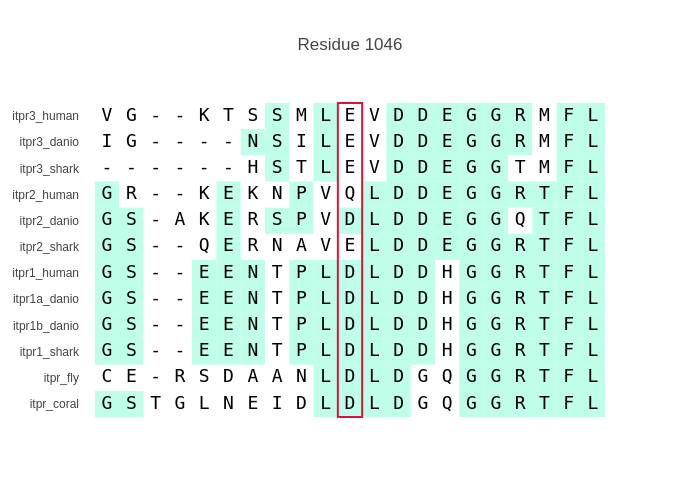 Residue 1046
itpr3_human V G - - K T S S M L E V D D E G G R M F L
itpr3_danio I G - - - - N S I L E V D D E G G R M F L
itpr3_shark - - - - - - H S T L E V D D E G G T M F L
itpr2_human G R - - K E K N P V Q L D D E G G R T F L
itpr2_danio G S - A K E R S P V D L D D E G G Q T F L
itpr2_shark G S - - Q E R N A V E L D D E G G R T F L
itpr1_human G S - - E E N T P L D L D D H G G R T F L
itpr1a_danio G S - - E E N T P L D L D D H G G R T F L
itpr1b_danio G S - - E E N T P L D L D D H G G R T F L
itpr1_shark G S - - E E N T P L D L D D H G G R T F L
itpr_fly C E - R S D A A N L D L D G Q G G R T F L
itpr_coral G S T G L N E I D L D L D G Q G G R T F L